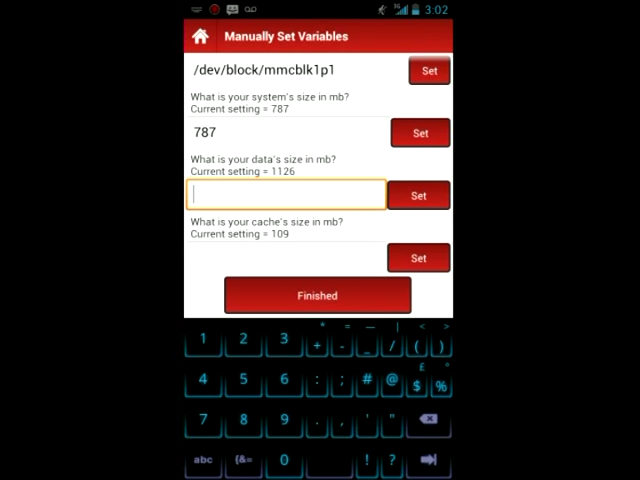 3G 3:02
Manually Set Variables
/dev/block/mmcblk1p1 Set
What is your system's size in mb?
Current setting = 787
787 Set
What is your data's size in mb?
Current setting = 1126
Set
What is your cache's size in mb?
Current setting = 109
Set
Finished
* = — | < >
1 2 3 + - _ / ( )
£ °
4 5 6 : ; # @ $ %
7 8 9 . , ' "
abc (&= 0 ! ?